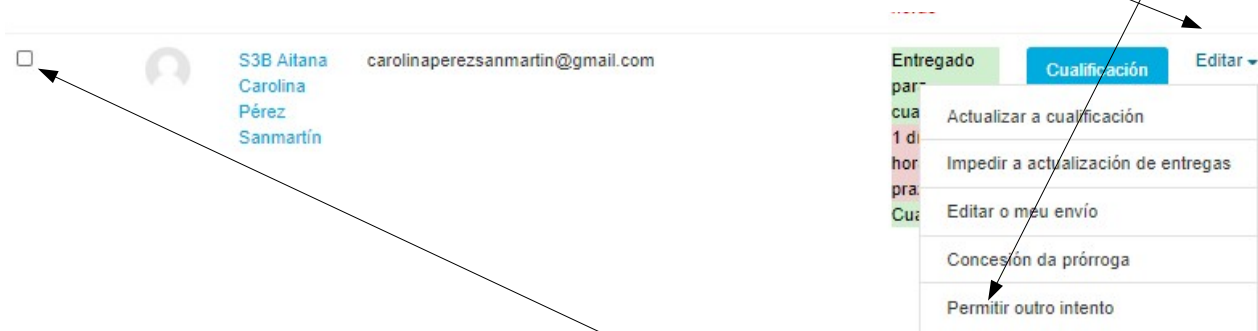 S3B Aitana
Carolina
Pérez
Sanmartín
carolinaperezsanmartin@gmail.com
Entregado
Cualificación
Editar
Actualizar a cualificación
Impedir a actualización de entregas
Editar o meu envío
Concesión da prórroga
Permitir outro intento